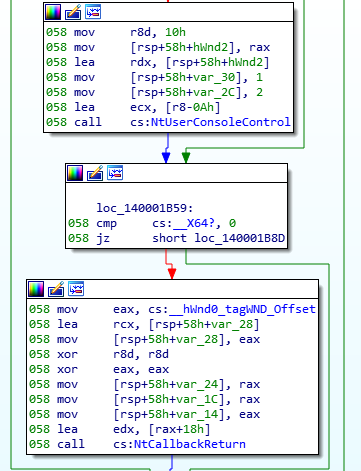 058 mov r8d, 10h
058 mov [rsp+58h+hWnd2], rax
058 lea rdx, [rsp+58h+hWnd2]
058 mov [rsp+58h+var_30], 1
058 mov [rsp+58h+var_2C], 2
058 lea ecx, [r8-0Ah]
058 call cs:NtUserConsoleControl
loc_140001B59:
058 cmp cs:__X64?, 0
058 jz short loc_140001B8D
058 mov eax, cs:__hWnd0_tagWND_Offset
058 lea rcx, [rsp+58h+var_28]
058 mov [rsp+58h+var_28], eax
058 xor r8d, r8d
058 xor eax, eax
058 mov [rsp+58h+var_24], rax
058 mov [rsp+58h+var_1C], rax
058 mov [rsp+58h+var_14], eax
058 lea edx, [rax+18h]
058 call cs:NtCallbackReturn